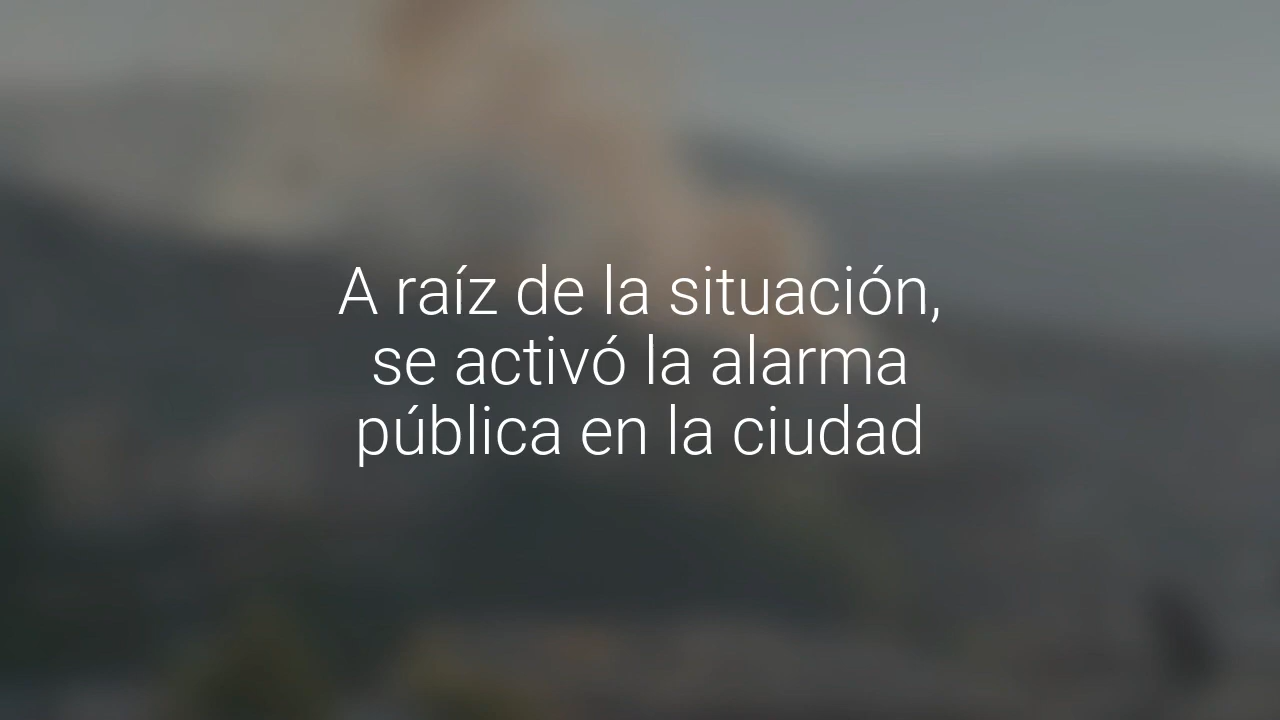 A raíz de la situación,
se activó la alarma
pública en la ciudad